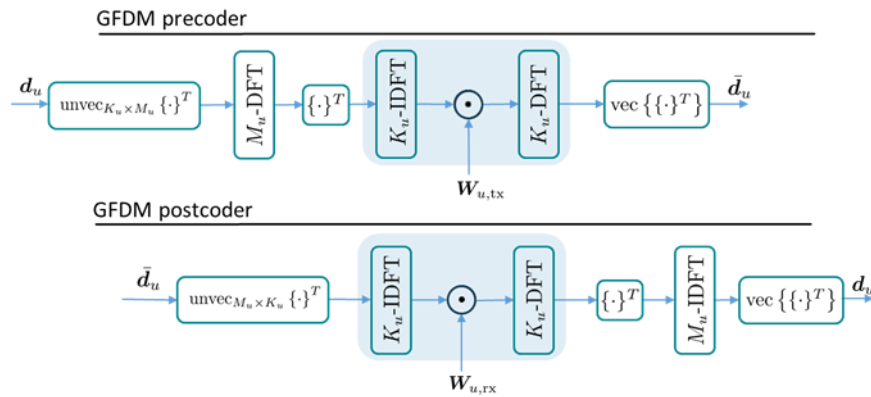 GFDM precoder
d_u
unvec_{K_u×M_u} {·}^T
M_u-DFT
{·}^T
K_u-IDFT
⊙
K_u-DFT
vec {{·}^T}
d̄_u
W_{u,tx}
GFDM postcoder
d̄_u
unvec_{M_u×K_u} {·}^T
K_u-IDFT
⊙
K_u-DFT
{·}^T
M_u-IDFT
vec {{·}^T}
d_u
W_{u,rx}